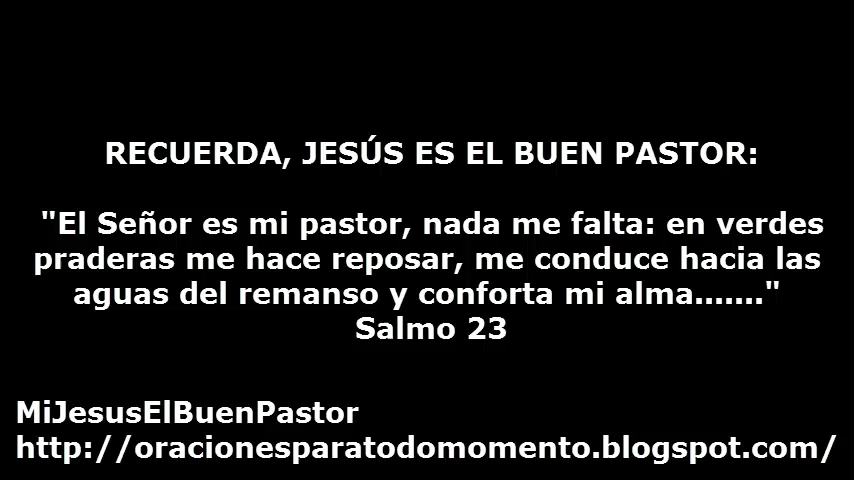 RECUERDA, JESÚS ES EL BUEN PASTOR:
"El Señor es mi pastor, nada me falta: en verdes
praderas me hace reposar, me conduce hacia las
aguas del remanso y conforta mi alma......."
Salmo 23
MiJesusElBuenPastor
http://oracionesparatodomomento.blogspot.com/